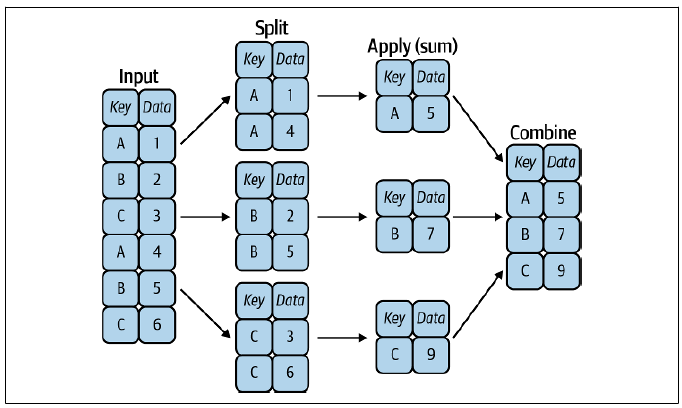 Input
Key Data
A 1
B 2
C 3
A 4
B 5
C 6
Split
Key Data
A 1
A 4
Key Data
B 2
B 5
Key Data
C 3
C 6
Apply (sum)
Key Data
A 5
Key Data
B 7
Key Data
C 9
Combine
Key Data
A 5
B 7
C 9